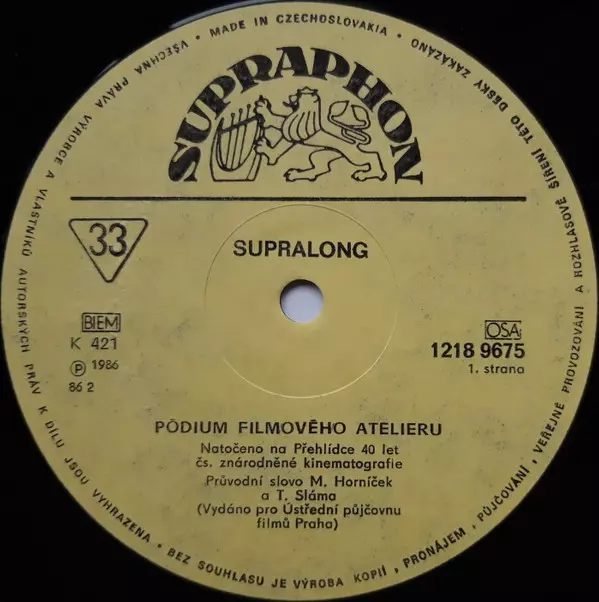 SUPRAPHON
33
SUPRALONG
BIEM
K 421
Ⓟ 1986
86 2
OSA
1218 9675
1. strana
PÓDIUM FILMOVÉHO ATELIERU
Natočeno na Přehlídce 40 let
čs. znárodněné kinematografie
Průvodní slovo M. Horníček
a T. Sláma
(Vydáno pro Ústřední půjčovnu
filmů Praha)
• MADE IN CZECHOSLOVAKIA • VŠECHNA PRÁVA VÝROBCE A VLASTNÍKŮ AUTORSKÝCH PRÁV K DÍLU JSOU VYHRAZENA • BEZ SOUHLASU JE VÝROBA KOPIÍ, PRONÁJEM, PŮJČOVÁNÍ, VEŘEJNÉ PROVOZOVÁNÍ A ROZHLASOVÉ ŠÍŘENÍ TÉTO DESKY ZAKÁZÁNO